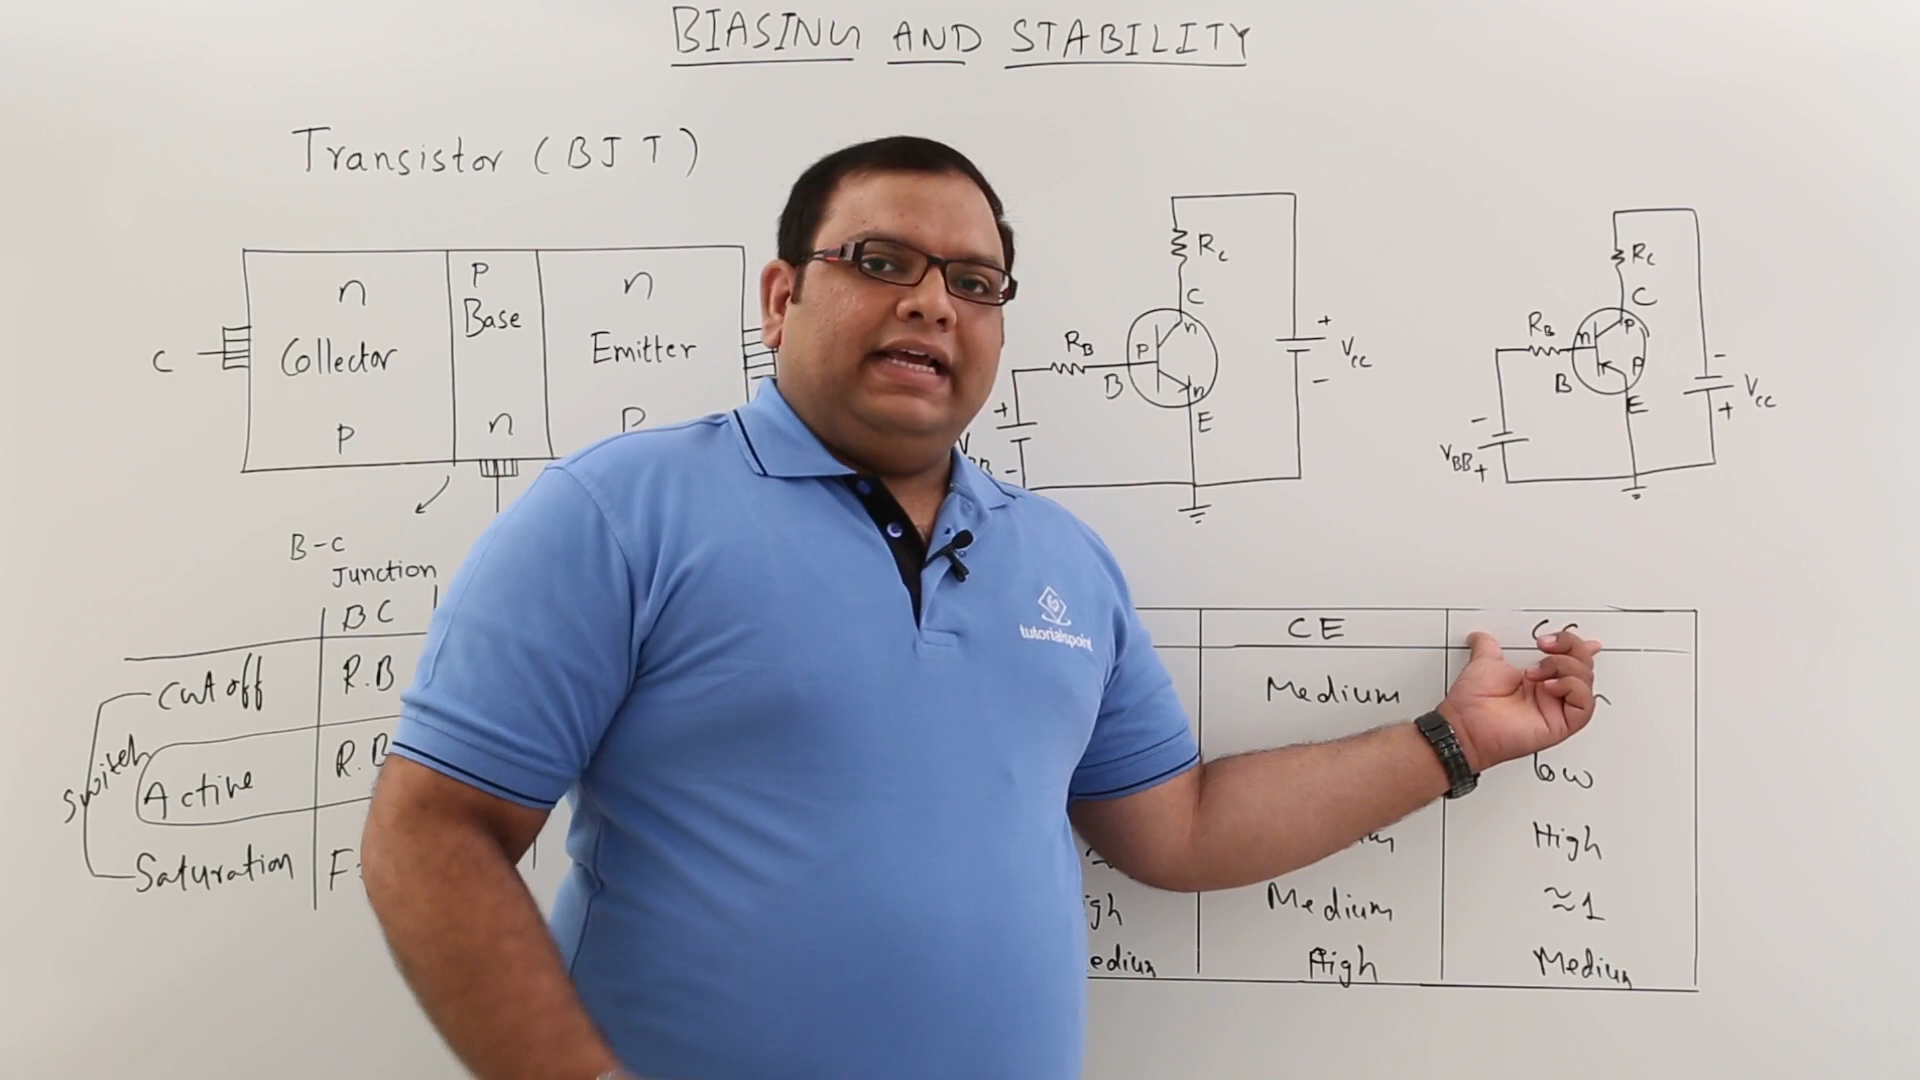 BIASING AND STABILITY
Transistor (BJT)
n
Collector
P
P
Base
n
n
Emitter
P
C
B-C
Junction
BC
Cut off
R.B
Switch
Active
R.B
Saturation
RC
C
n
RB
P
B
n
E
+
VCC
-
+
-
RC
C
P
RB
n
B
P
E
-
VCC
+
-
VBB
+
tutorialspoint
CE
Medium
low
High
Medium
≈1
High
Medium